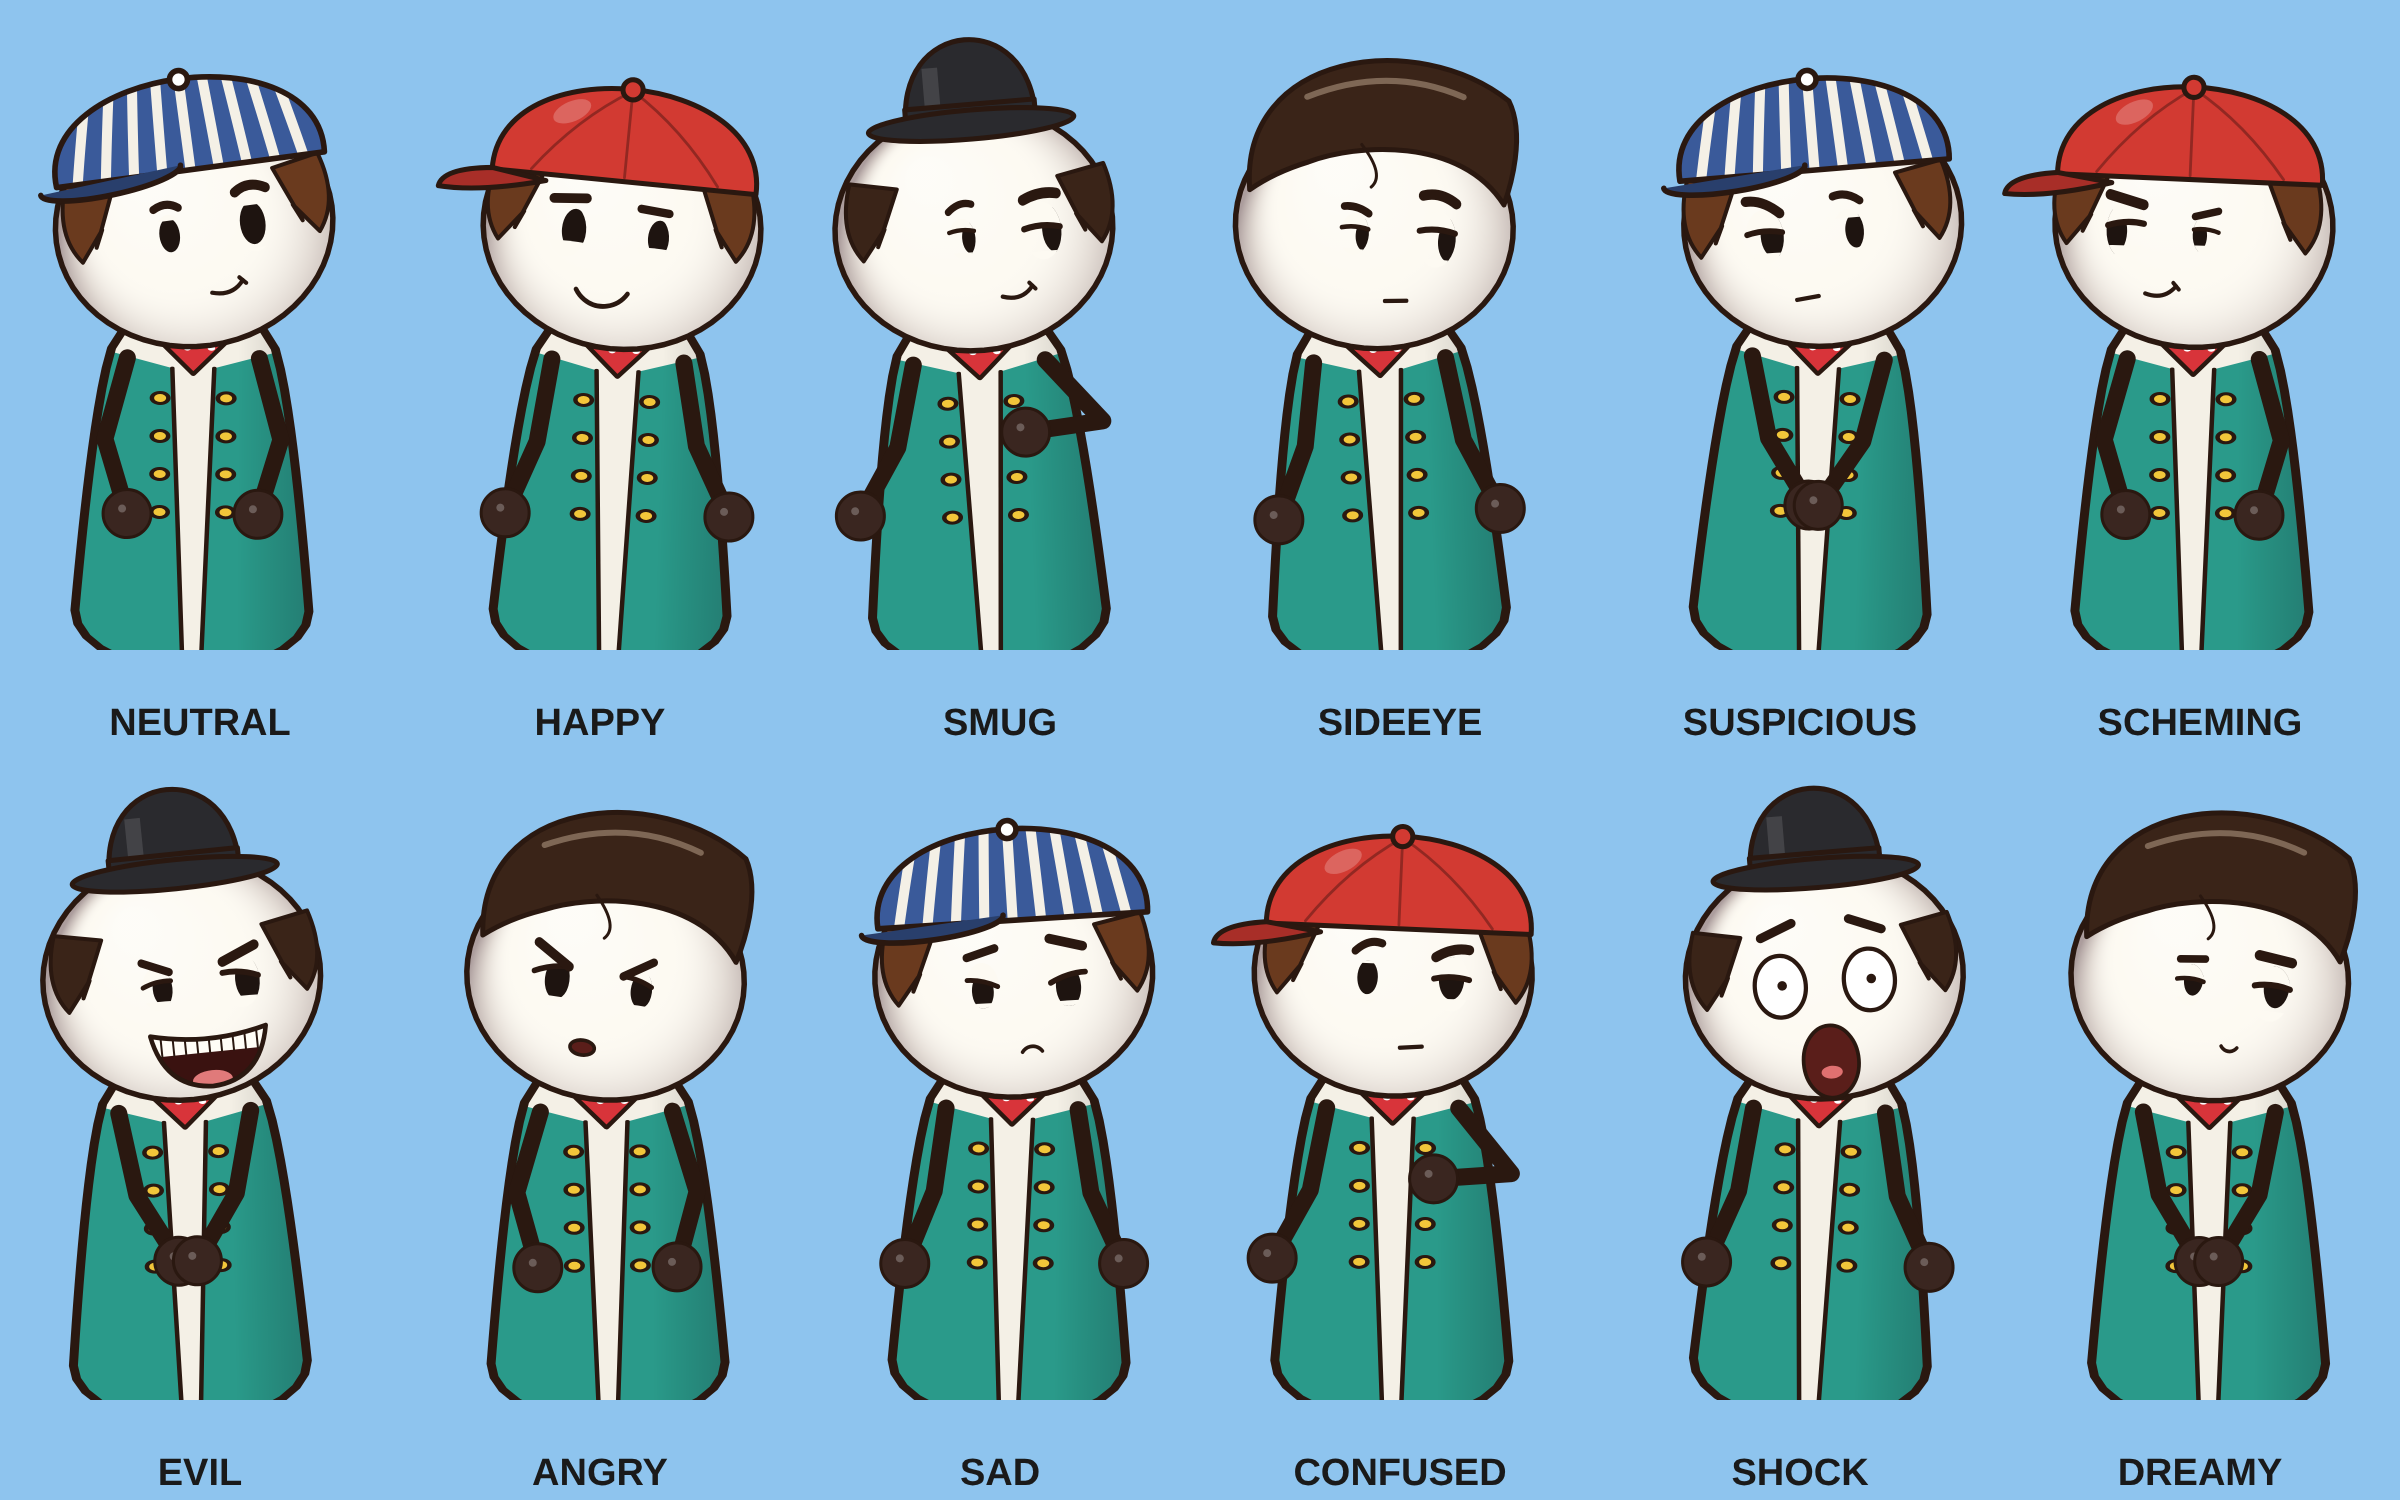 NEUTRAL
HAPPY
SMUG
SIDEEYE
SUSPICIOUS
SCHEMING
EVIL
ANGRY
SAD
CONFUSED
SHOCK
DREAMY